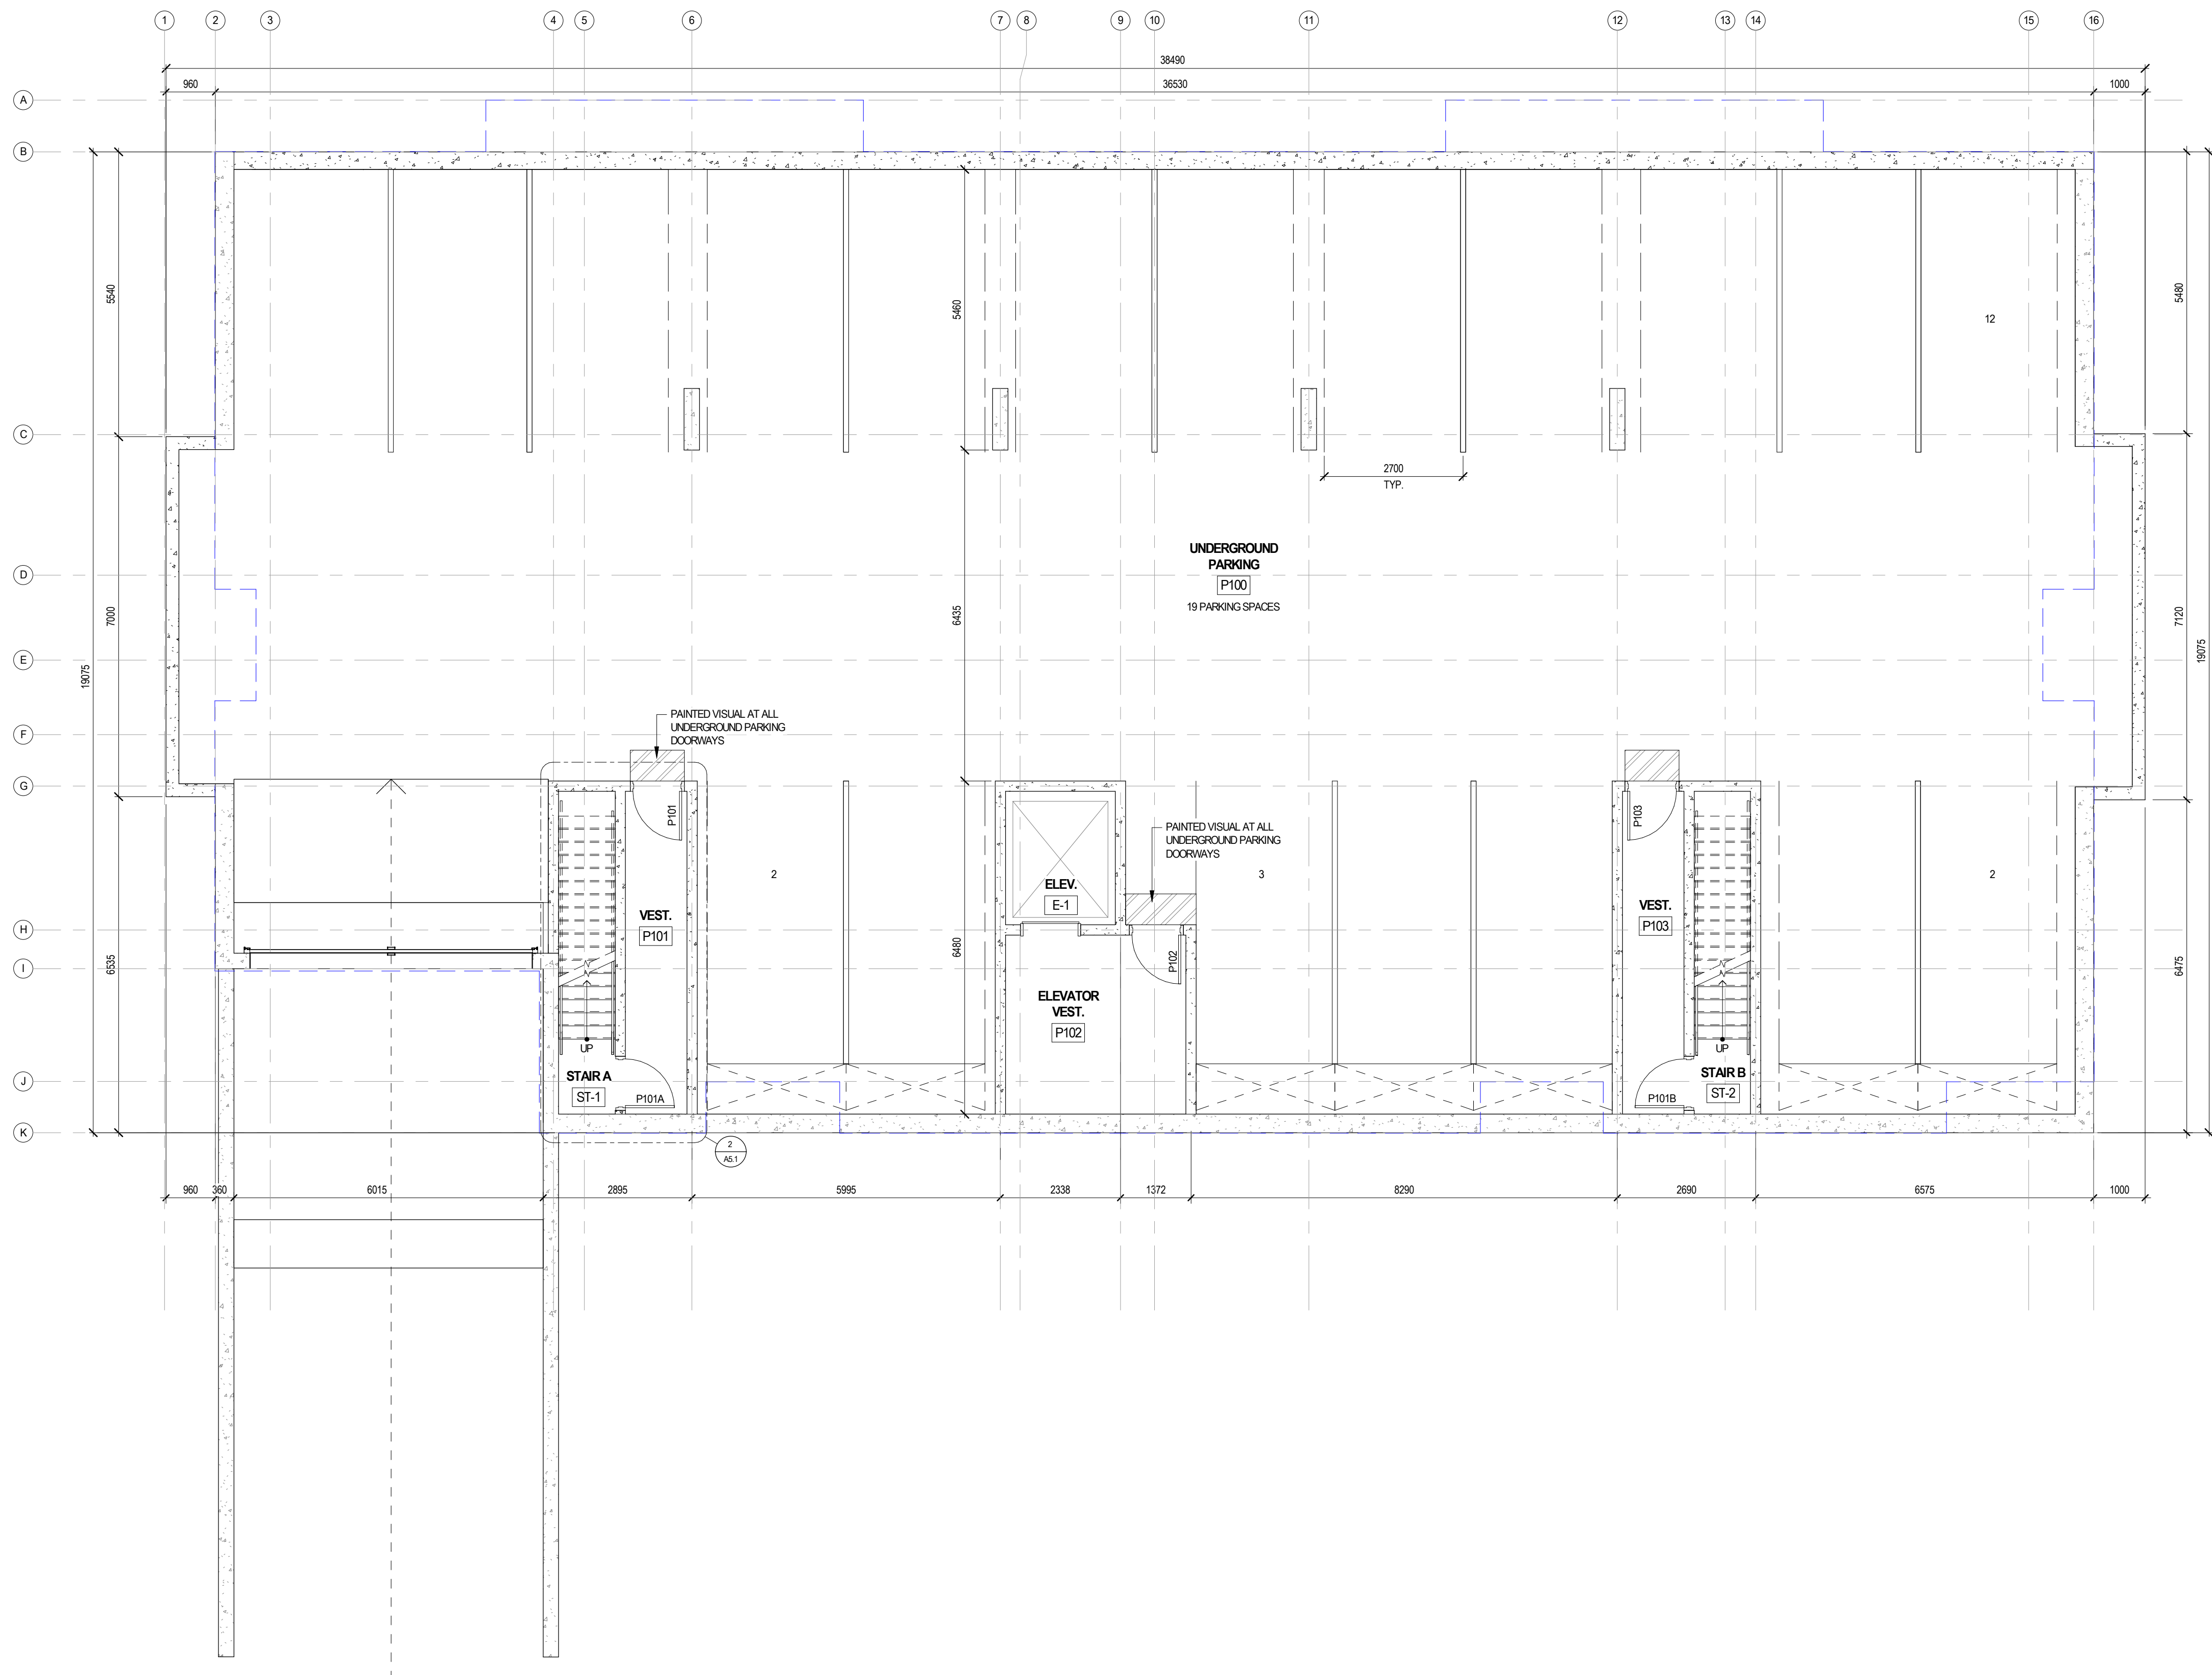 1 2 3 4 5 6 7 8 9 10 11 12 13 14 15 16
38490
960 36530 1000
A
B
C
D
E
F
G
H
I
J
K
5540
7000
6535
19075
5460
6435
6480
5480
7120
6475
19075
12
2700
TYP.
UNDERGROUND
PARKING
P100
19 PARKING SPACES
PAINTED VISUAL AT ALL
UNDERGROUND PARKING
DOORWAYS
P101
PAINTED VISUAL AT ALL
UNDERGROUND PARKING
DOORWAYS
P103
2
3
2
ELEV.
E-1
VEST.
P101
VEST.
P103
P102
ELEVATOR
VEST.
P102
UP
STAIR A
ST-1
P101A
UP
STAIR B
ST-2
P101B
2
A5.1
960 360 6015 2895 5995 2338 1372 8290 2690 6575 1000